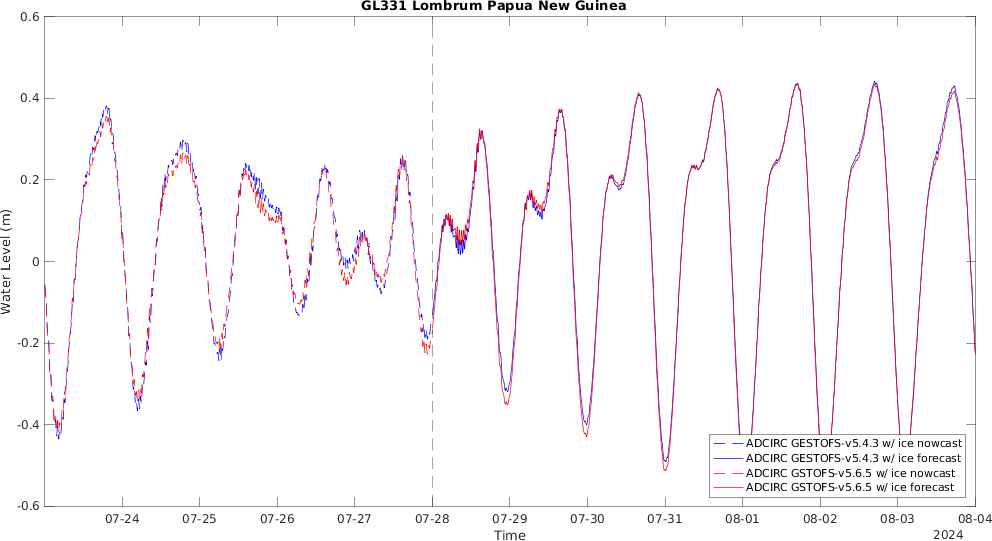 GL331 Lombrum Papua New Guinea
0.6
0.4
0.2
0
-0.2
-0.4
-0.6
Water Level (m)
ADCIRC GESTOFS-v5.4.3 w/ ice nowcast
ADCIRC GESTOFS-v5.4.3 w/ ice forecast
ADCIRC GSTOFS-v5.6.5 w/ ice nowcast
ADCIRC GSTOFS-v5.6.5 w/ ice forecast
07-24 07-25 07-26 07-27 07-28 07-29 07-30 07-31 08-01 08-02 08-03 08-04
Time
2024